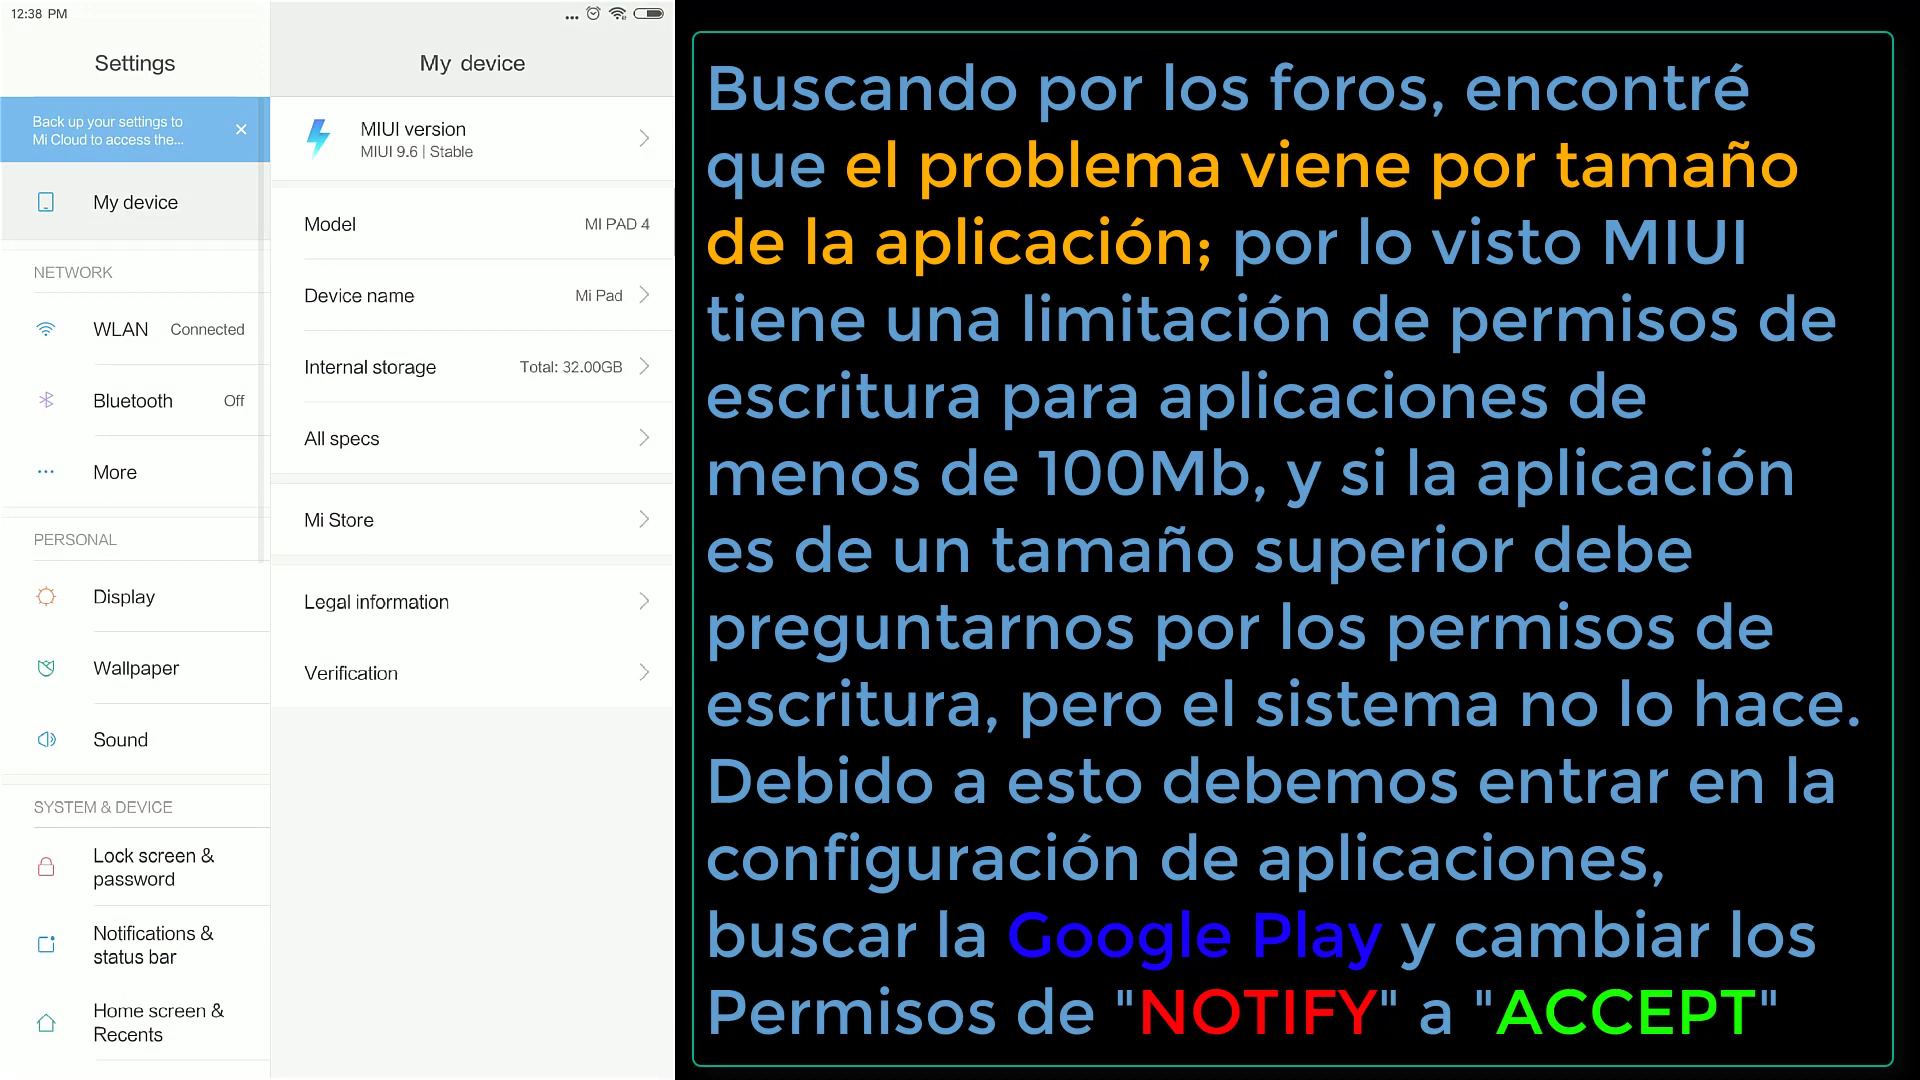 12:38 PM
Settings
Back up your settings to
Mi Cloud to access the...
My device
NETWORK
WLAN Connected
Bluetooth Off
More
PERSONAL
Display
Wallpaper
Sound
SYSTEM & DEVICE
Lock screen &
password
Notifications &
status bar
Home screen &
Recents
My device
MIUI version
MIUI 9.6 | Stable
Model MI PAD 4
Device name Mi Pad
Internal storage Total: 32.00GB
All specs
Mi Store
Legal information
Verification
Buscando por los foros, encontré
que el problema viene por tamaño
de la aplicación; por lo visto MIUI
tiene una limitación de permisos de
escritura para aplicaciones de
menos de 100Mb, y si la aplicación
es de un tamaño superior debe
preguntarnos por los permisos de
escritura, pero el sistema no lo hace.
Debido a esto debemos entrar en la
configuración de aplicaciones,
buscar la Google Play y cambiar los
Permisos de "NOTIFY" a "ACCEPT"